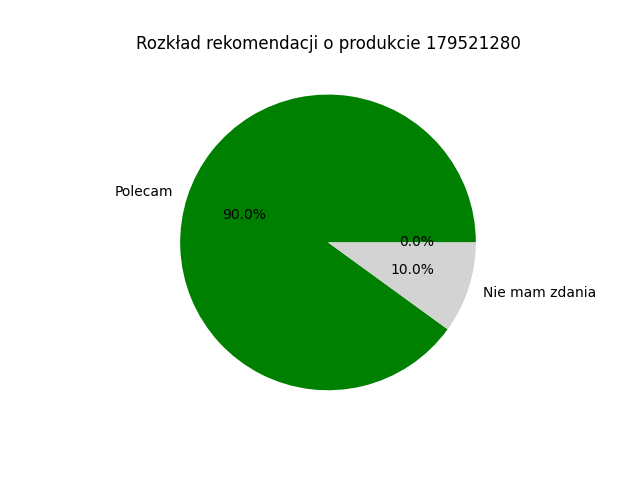 Rozkład rekomendacji o produkcie 179521280
Polecam
90.0%
0.0%
10.0%
Nie mam zdania